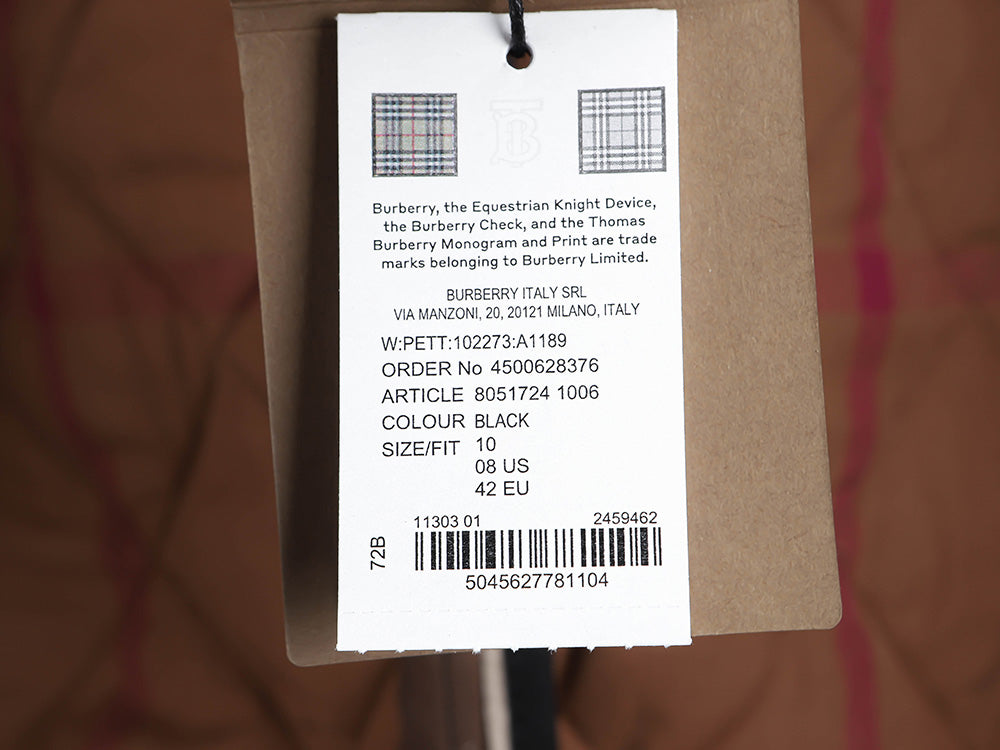 Burberry, the Equestrian Knight Device,
the Burberry Check, and the Thomas
Burberry Monogram and Print are trade
marks belonging to Burberry Limited.
BURBERRY ITALY SRL
VIA MANZONI, 20, 20121 MILANO, ITALY
W:PETT:102273:A1189
ORDER No 4500628376
ARTICLE 8051724 1006
COLOUR BLACK
SIZE/FIT 10
08 US
42 EU
11303 01 2459462
72B
5045627781104